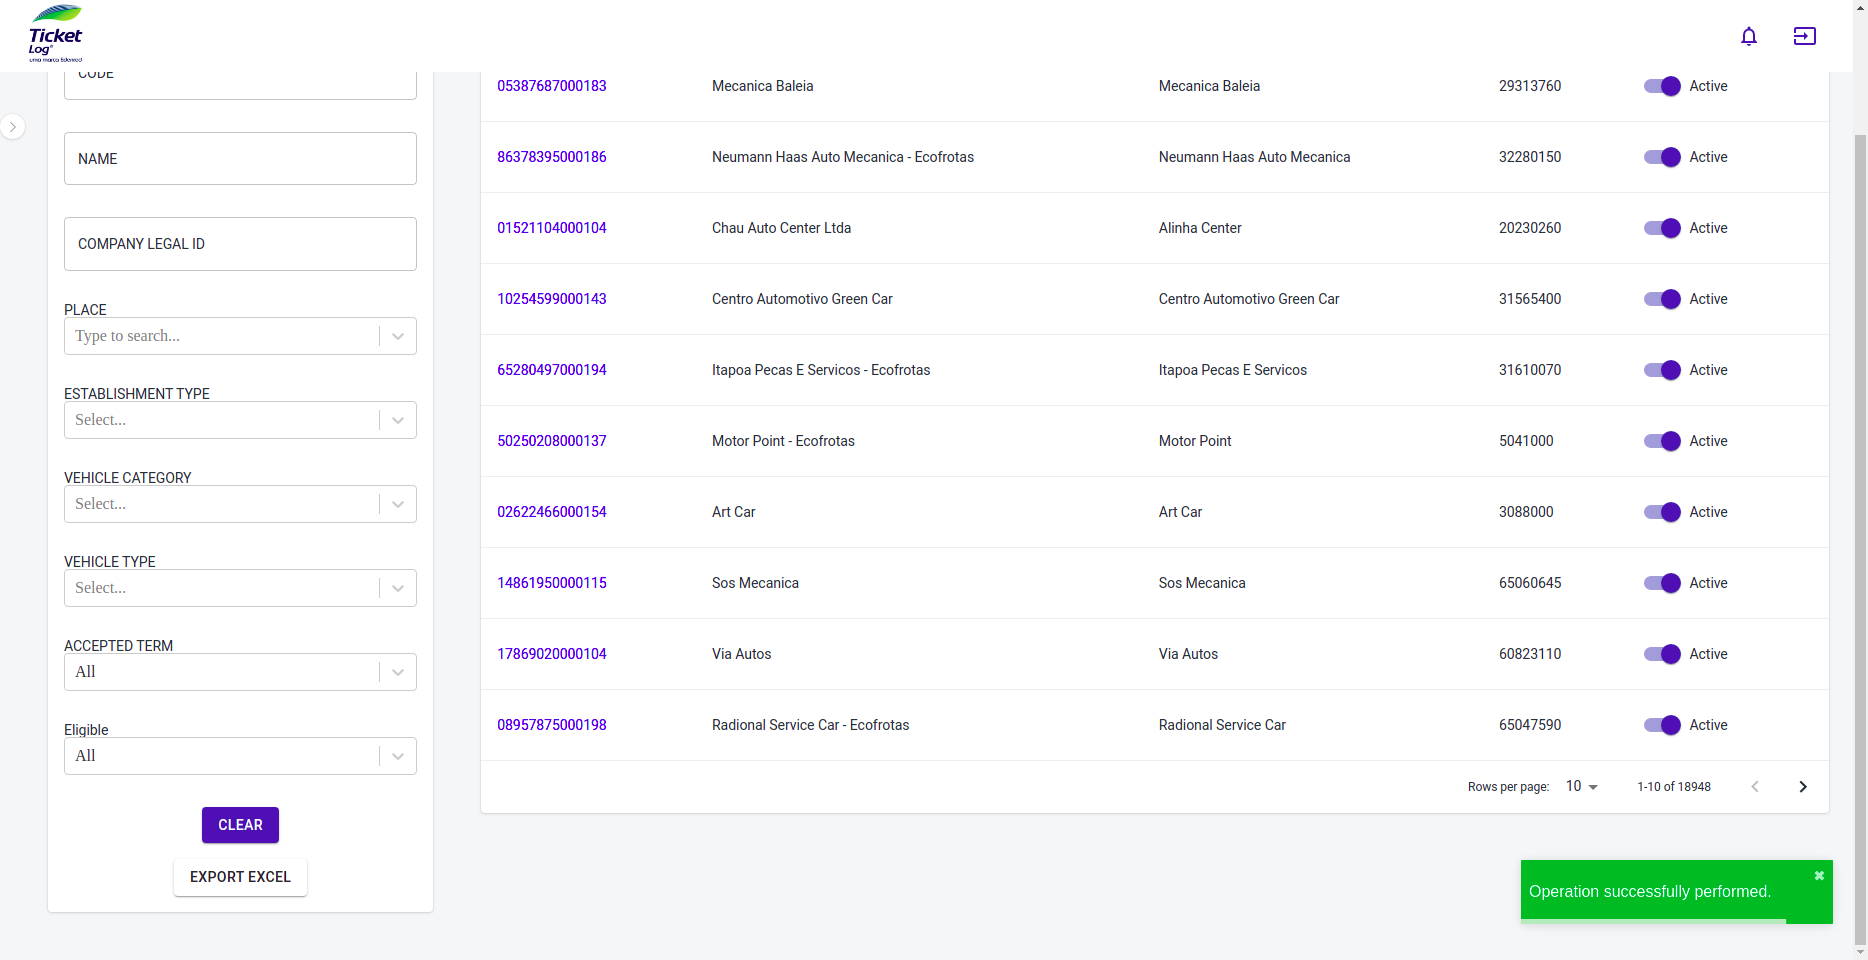 Ticket
Log®
uma marca Edenred
CODE
NAME
COMPANY LEGAL ID
PLACE
Type to search...
ESTABLISHMENT TYPE
Select...
VEHICLE CATEGORY
Select...
VEHICLE TYPE
Select...
ACCEPTED TERM
All
Eligible
All
CLEAR
EXPORT EXCEL
05387687000183 Mecanica Baleia Mecanica Baleia 29313760 Active
86378395000186 Neumann Haas Auto Mecanica - Ecofrotas Neumann Haas Auto Mecanica 32280150 Active
01521104000104 Chau Auto Center Ltda Alinha Center 20230260 Active
10254599000143 Centro Automotivo Green Car Centro Automotivo Green Car 31565400 Active
65280497000194 Itapoa Pecas E Servicos - Ecofrotas Itapoa Pecas E Servicos 31610070 Active
50250208000137 Motor Point - Ecofrotas Motor Point 5041000 Active
02622466000154 Art Car Art Car 3088000 Active
14861950000115 Sos Mecanica Sos Mecanica 65060645 Active
17869020000104 Via Autos Via Autos 60823110 Active
08957875000198 Radional Service Car - Ecofrotas Radional Service Car 65047590 Active
Rows per page: 10 1-10 of 18948
Operation successfully performed.